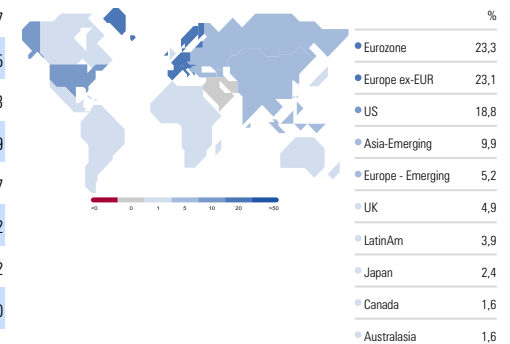 %
Eurozone 23,3
Europe ex-EUR 23,1
US 18,8
Asia-Emerging 9,9
Europe - Emerging 5,2
UK 4,9
LatinAm 3,9
Japan 2,4
Canada 1,6
Australasia 1,6
<0 0 1 5 10 20 >50